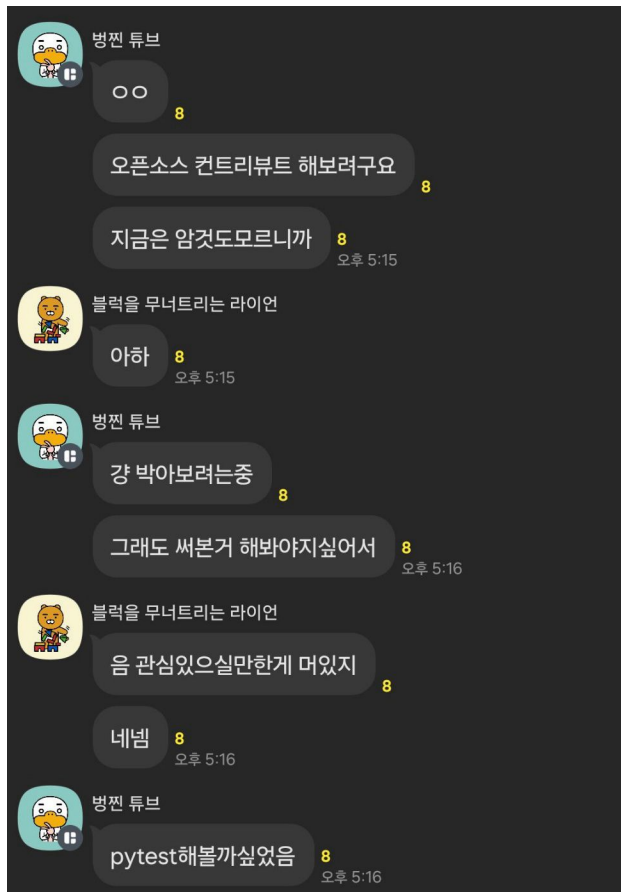 벙찐 튜브
ㅇㅇ
8
오픈소스 컨트리뷰트 해보려구요
8
지금은 암것도모르니까
8
오후 5:15
블럭을 무너트리는 라이언
아하
8
오후 5:15
벙찐 튜브
걍 박아보려는중
8
그래도 써본거 해봐야지싶어서
8
오후 5:16
블럭을 무너트리는 라이언
음 관심있으실만한게 머있지
8
네넴
8
오후 5:16
벙찐 튜브
pytest해볼까싶었음
8
오후 5:16